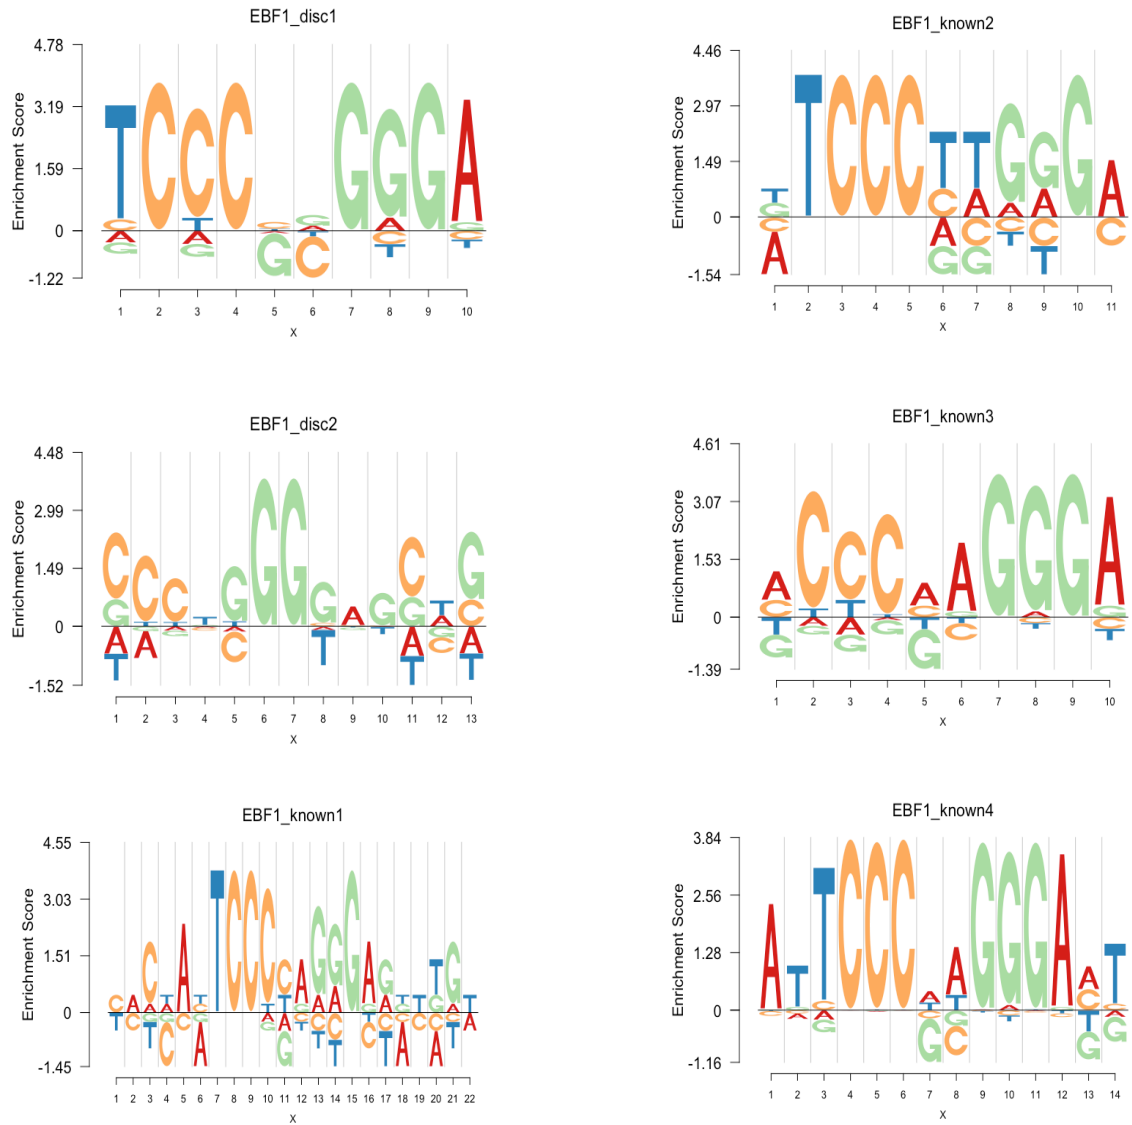 EBF1_disc1
Enrichment Score
4.78
3.19
1.59
0
-1.22
T C C C C G G G G A
1 2 3 4 5 6 7 8 9 10
X
EBF1_known2
Enrichment Score
4.46
2.97
1.49
0
-1.54
T T C C C T T G G G A
1 2 3 4 5 6 7 8 9 10 11
X
EBF1_disc2
Enrichment Score
4.48
2.99
1.49
0
-1.52
C C C T G G G G A G C T G
1 2 3 4 5 6 7 8 9 10 11 12 13
X
EBF1_known3
Enrichment Score
4.61
3.07
1.53
0
-1.39
A C C C A A G G G A
1 2 3 4 5 6 7 8 9 10
X
EBF1_known1
Enrichment Score
4.55
3.03
1.51
0
-1.45
C A C T A T T C C C C A G G G A G T T T G T
1 2 3 4 5 6 7 8 9 10 11 12 13 14 15 16 17 18 19 20 21 22
X
EBF1_known4
Enrichment Score
3.84
2.56
1.28
0
-1.16
A T T C C C A A G G G A A T
1 2 3 4 5 6 7 8 9 10 11 12 13 14
X